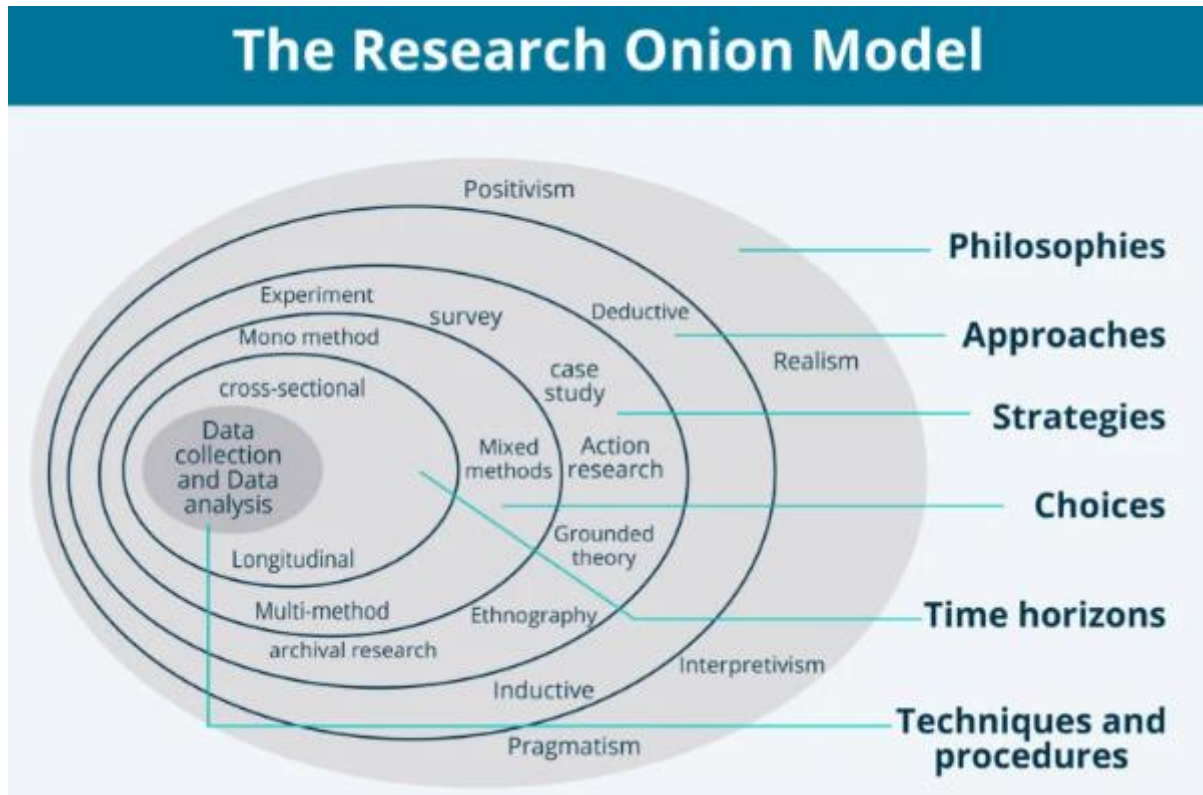 The Research Onion Model
Positivism
Philosophies
Experiment
survey
Deductive
Approaches
Mono method
Realism
case
study
cross-sectional
Strategies
Data
collection
and Data
analysis
Mixed
methods
Action
research
Choices
Grounded
theory
Longitudinal
Multi-method
Ethnography
Time horizons
archival research
Interpretivism
Inductive
Techniques and
procedures
Pragmatism